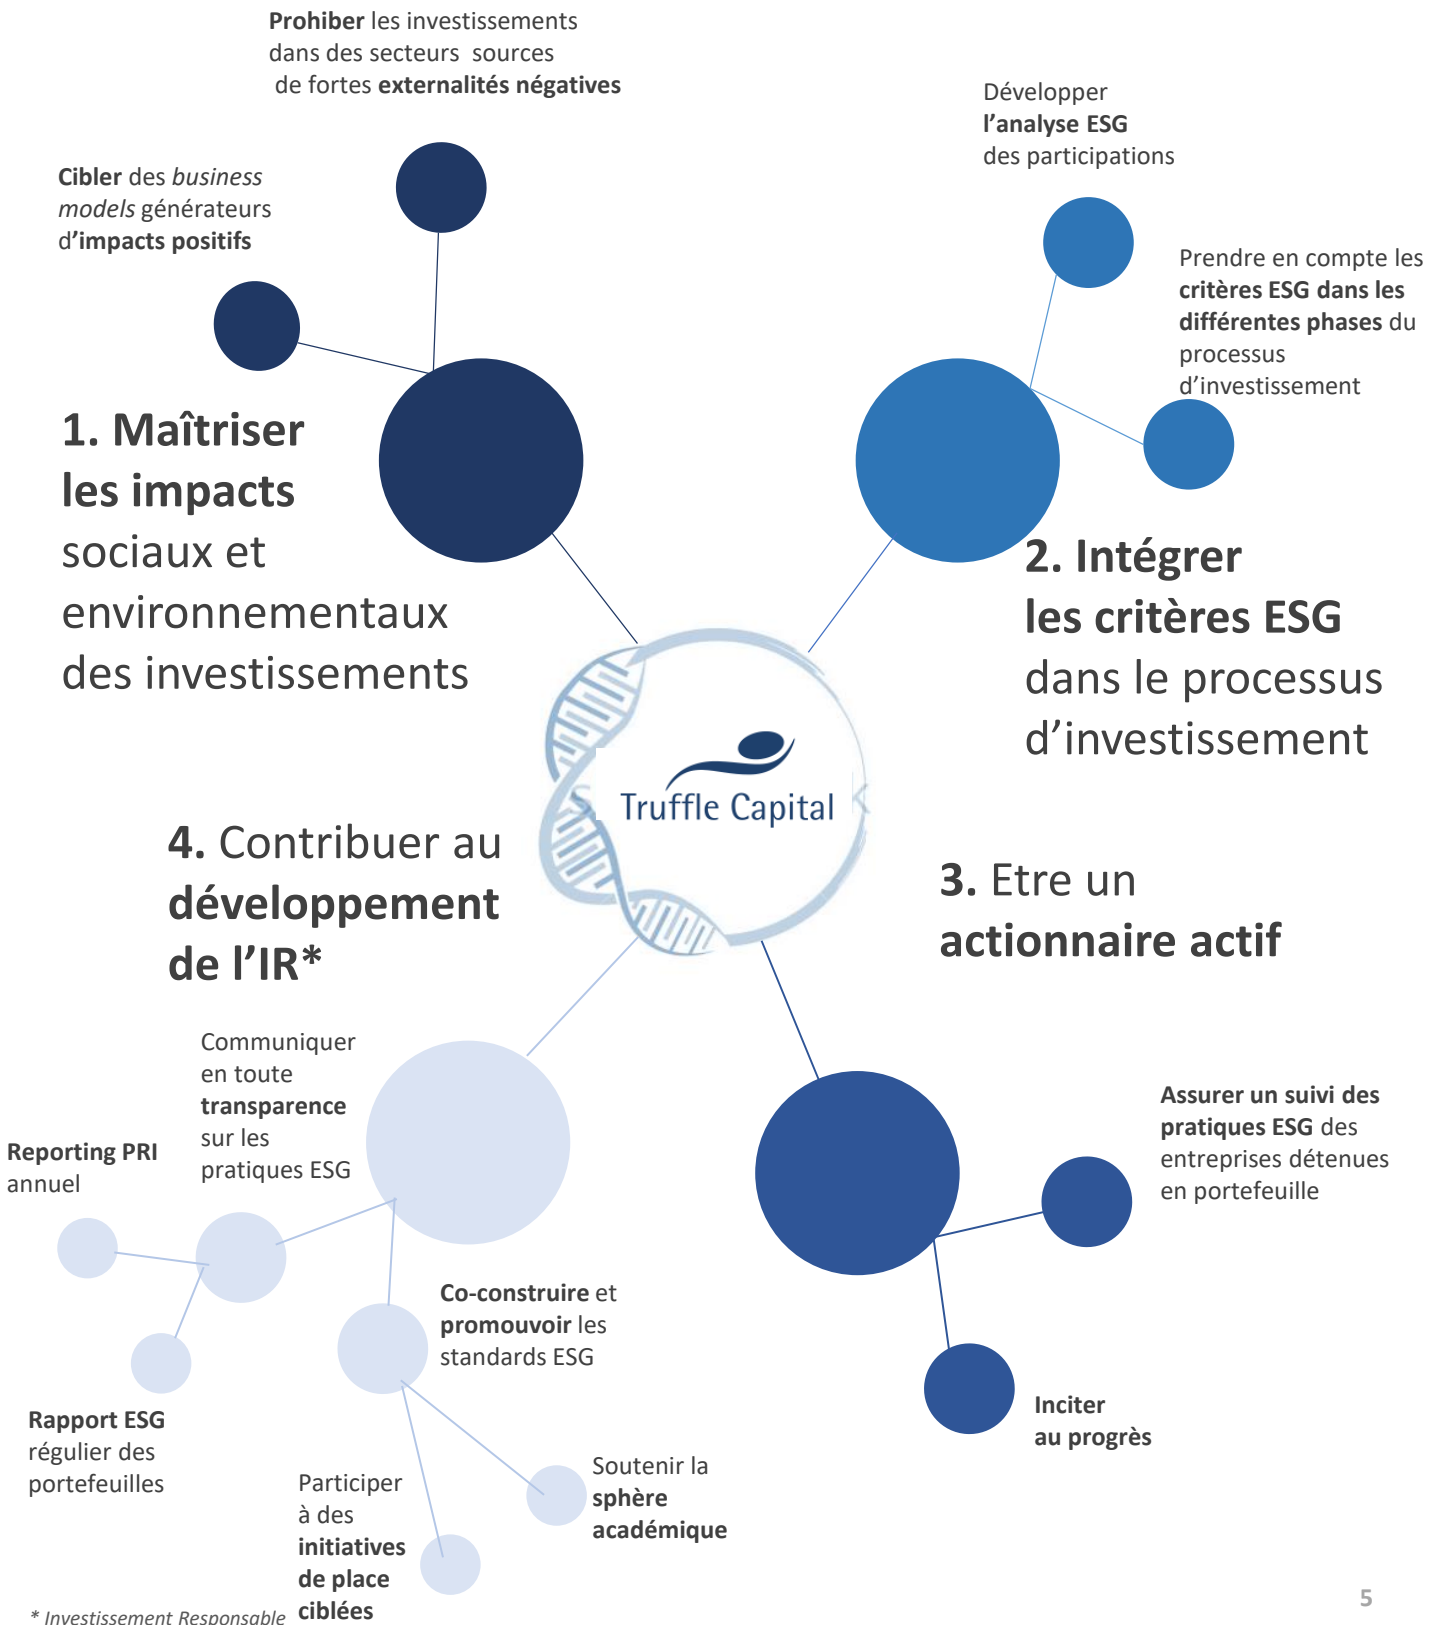 Prohiber les investissements
dans des secteurs sources
de fortes externalités négatives
Cibler des business
models générateurs
d'impacts positifs
1. Maîtriser
les impacts
sociaux et
environnementaux
des investissements
Développer
l'analyse ESG
des participations
Prendre en compte les
critères ESG dans les
différentes phases du
processus
d'investissement
2. Intégrer
les critères ESG
dans le processus
d'investissement
S K
Truffle Capital
3. Etre un
actionnaire actif
Assurer un suivi des
pratiques ESG des
entreprises détenues
en portefeuille
Inciter
au progrès
4. Contribuer au
développement
de l'IR*
Communiquer
en toute
transparence
sur les
pratiques ESG
Reporting PRI
annuel
Rapport ESG
régulier des
portefeuilles
Co-construire et
promouvoir les
standards ESG
Participer
à des
initiatives
de place
ciblées
Soutenir la
sphère
académique
* Investissement Responsable
5